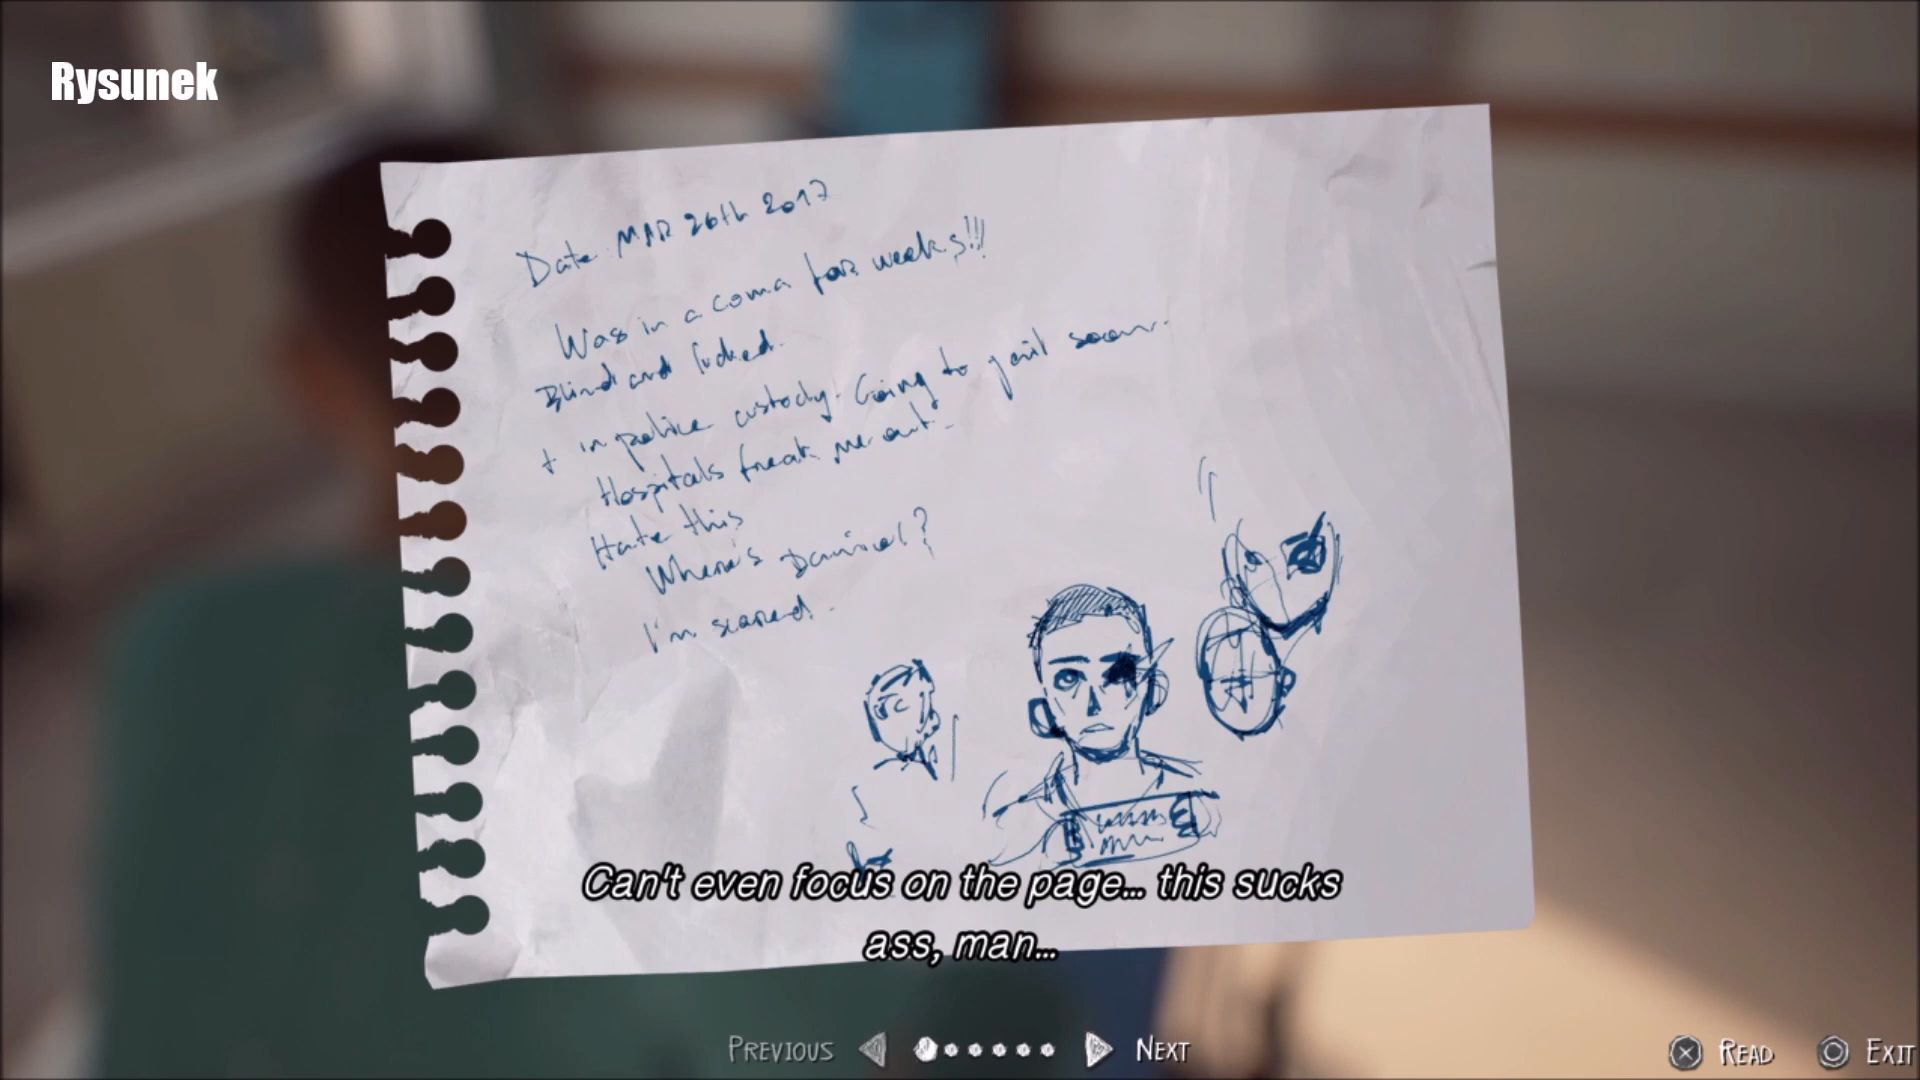 Rysunek
Date MAR 26th 2017
Was in a coma for weeks!!!
Blind and fucked.
+ in police custody. Going to jail soon.
Hospitals freak me out.
Hate this
Where's Daniel?
I'm scared.
Can't even focus on the page... this sucks
ass, man...
PREVIOUS NEXT
READ EXIT